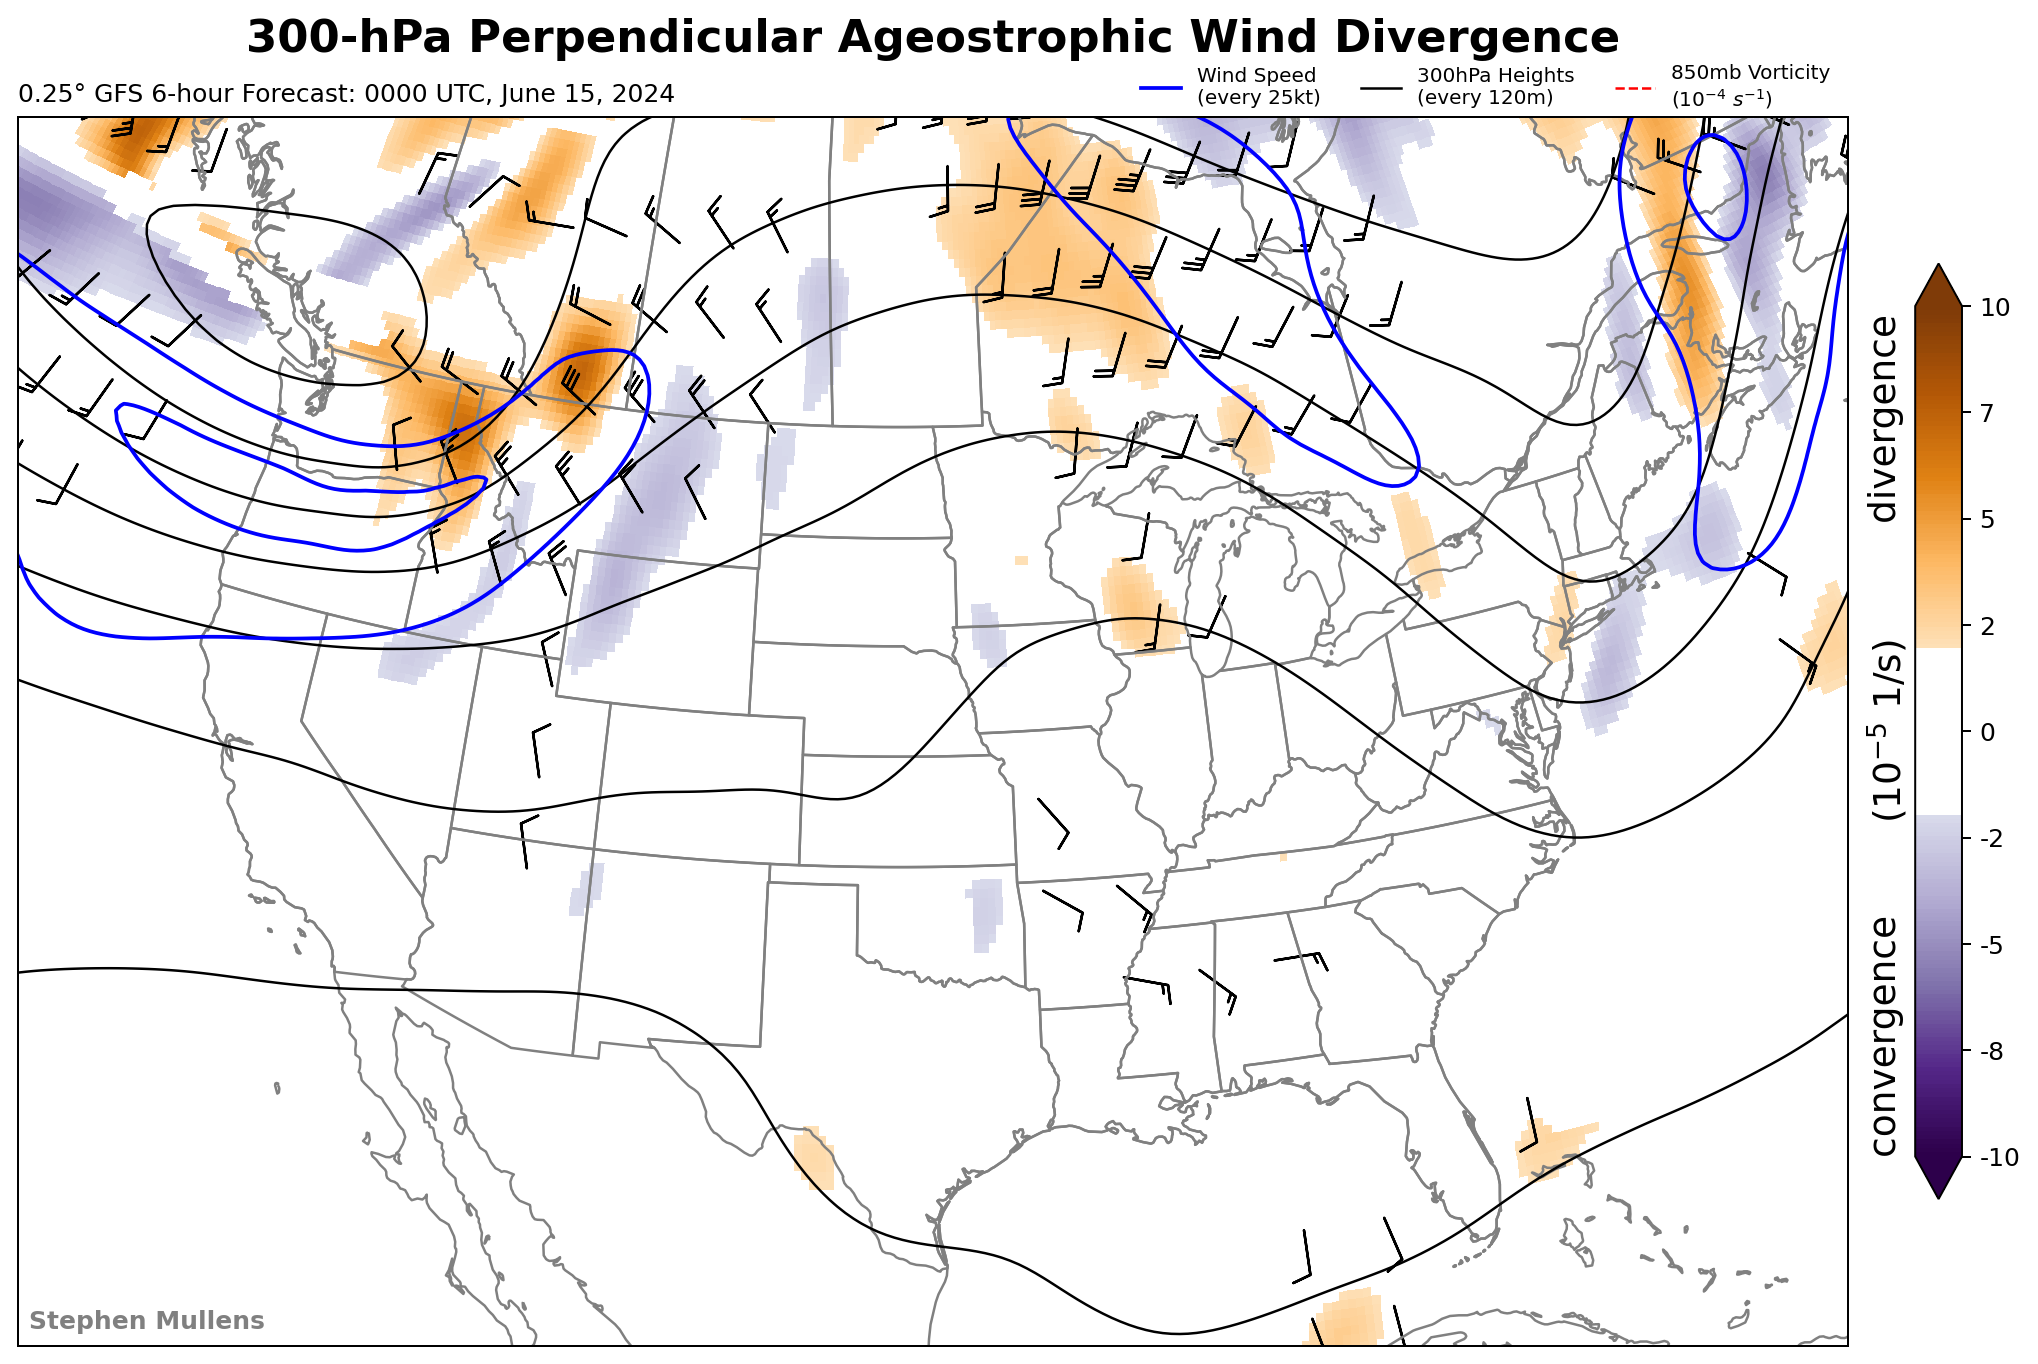 300-hPa Perpendicular Ageostrophic Wind Divergence
0.25° GFS 6-hour Forecast: 0000 UTC, June 15, 2024
Wind Speed
(every 25kt)
300hPa Heights
(every 120m)
850mb Vorticity
(10⁻⁴ s⁻¹)
10
7
5
2
0
-2
-5
-8
-10
convergence (10⁻⁵ 1/s) divergence
Stephen Mullens